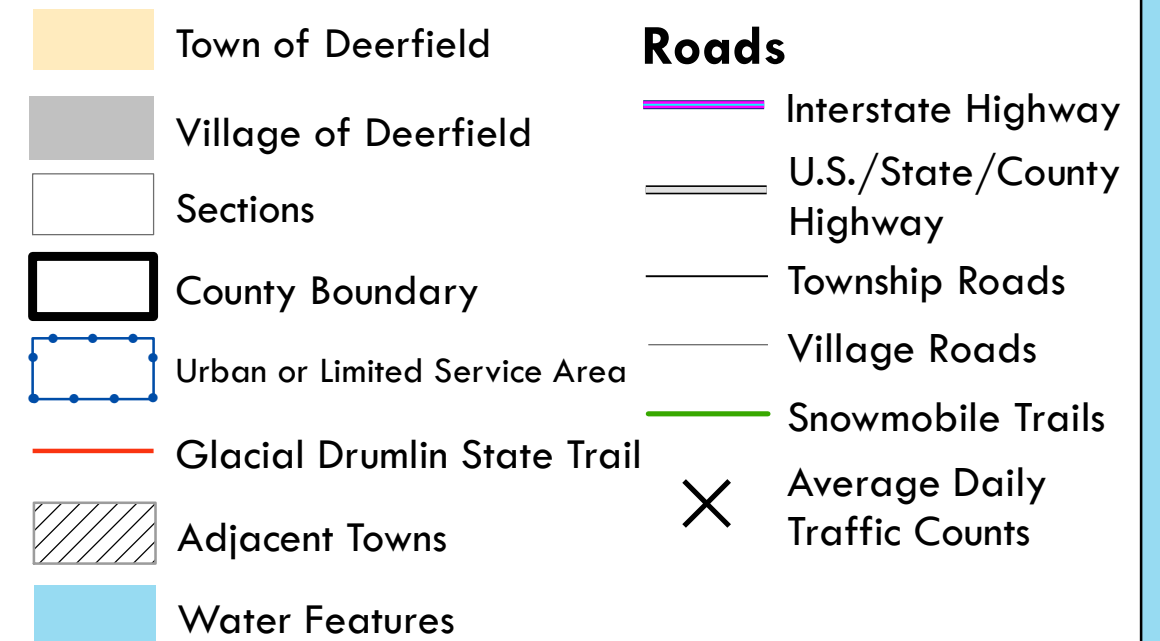 Town of Deerfield
Village of Deerfield
Sections
County Boundary
Urban or Limited Service Area
Glacial Drumlin State Trail
Adjacent Towns
Water Features
Roads
Interstate Highway
U.S./State/County
Highway
Township Roads
Village Roads
Snowmobile Trails
Average Daily
Traffic Counts